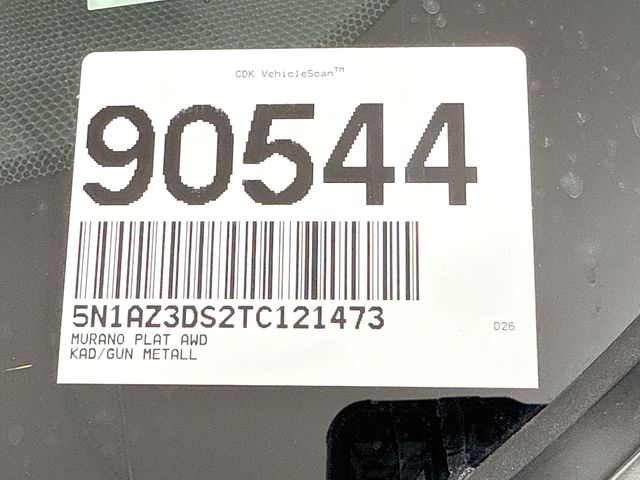 CDK VehicleScan™
90544
5N1AZ3DS2TC121473
D26
MURANO PLAT AWD
KAD/GUN METALL